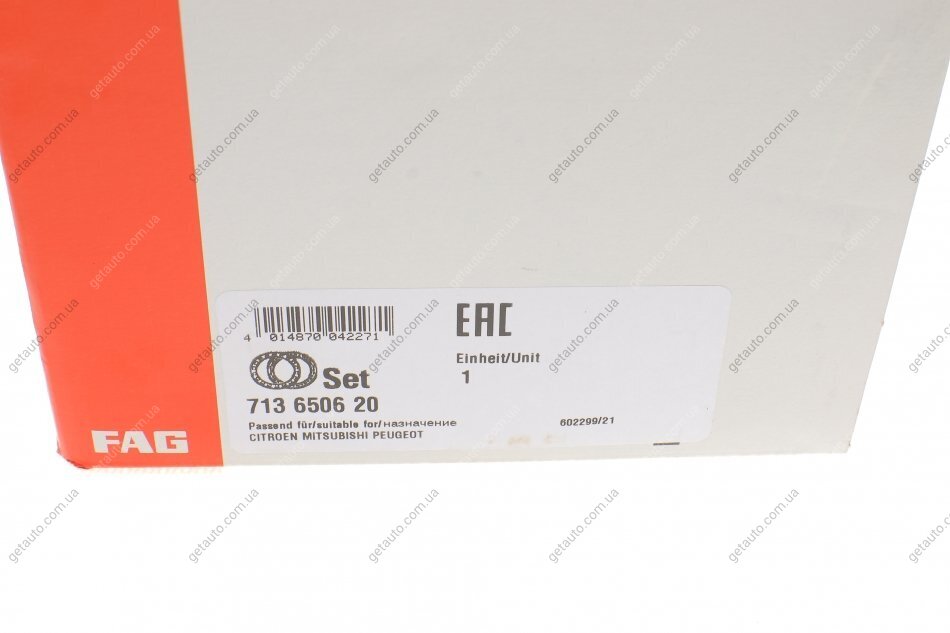 4 014870 042271
EAC
Einheit/Unit
1
Set
713 6506 20
Passend für/suitable for/назначение
CITROEN MITSUBISHI PEUGEOT
602299/21
FAG
getauto.com.ua